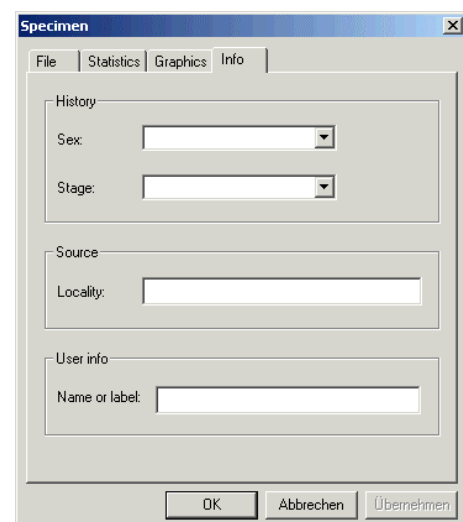 Specimen
File Statistics Graphics Info
History
Sex:
Stage:
Source
Locality:
User info
Name or label:
OK Abbrechen Übernehmen